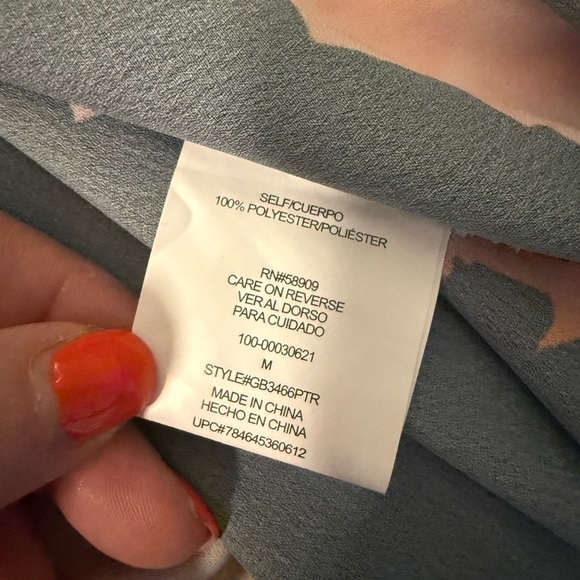 SELF/CUERPO
100% POLYESTER/POLIÉSTER
RN#58909
CARE ON REVERSE
VER AL DORSO
PARA CUIDADO
100-00030621
M
STYLE#GB3466PTR
MADE IN CHINA
HECHO EN CHINA
UPC#784645360612